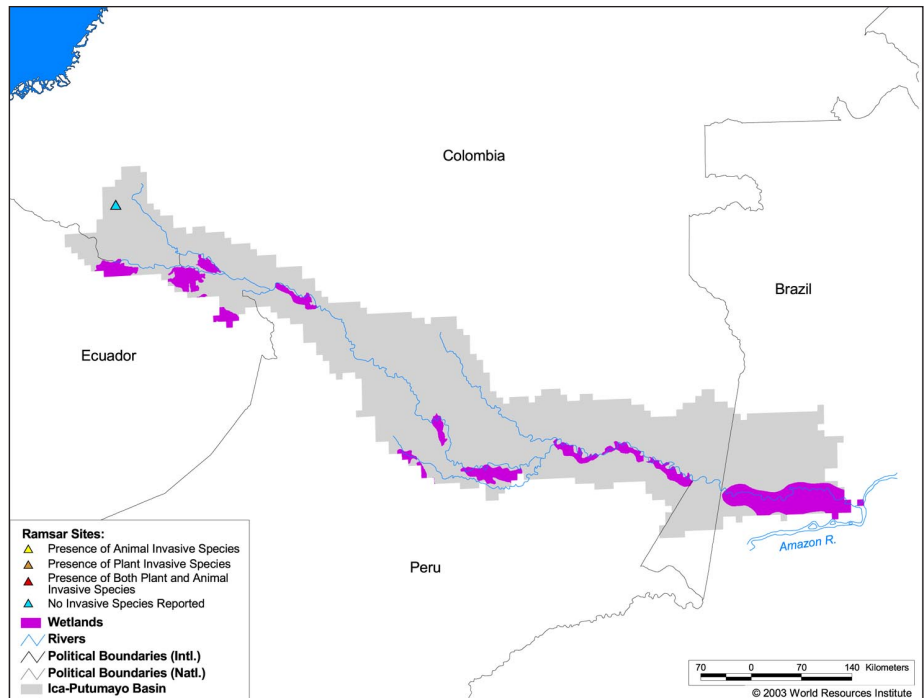 Colombia
Brazil
Ecuador
Peru
Amazon R.
Ramsar Sites:
Presence of Animal Invasive Species
Presence of Plant Invasive Species
Presence of Both Plant and Animal
Invasive Species
No Invasive Species Reported
Wetlands
Rivers
Political Boundaries (Intl.)
Political Boundaries (Natl.)
Ica-Putumayo Basin
70 0 70 140 Kilometers
© 2003 World Resources Institute